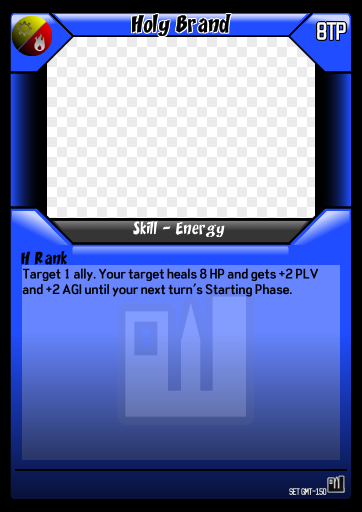 Holy Brand
8TP
Skill - Energy
H Rank
Target 1 ally. Your target heals 8 HP and gets +2 PLV
and +2 AGI until your next turn's Starting Phase.
SET GMT-150